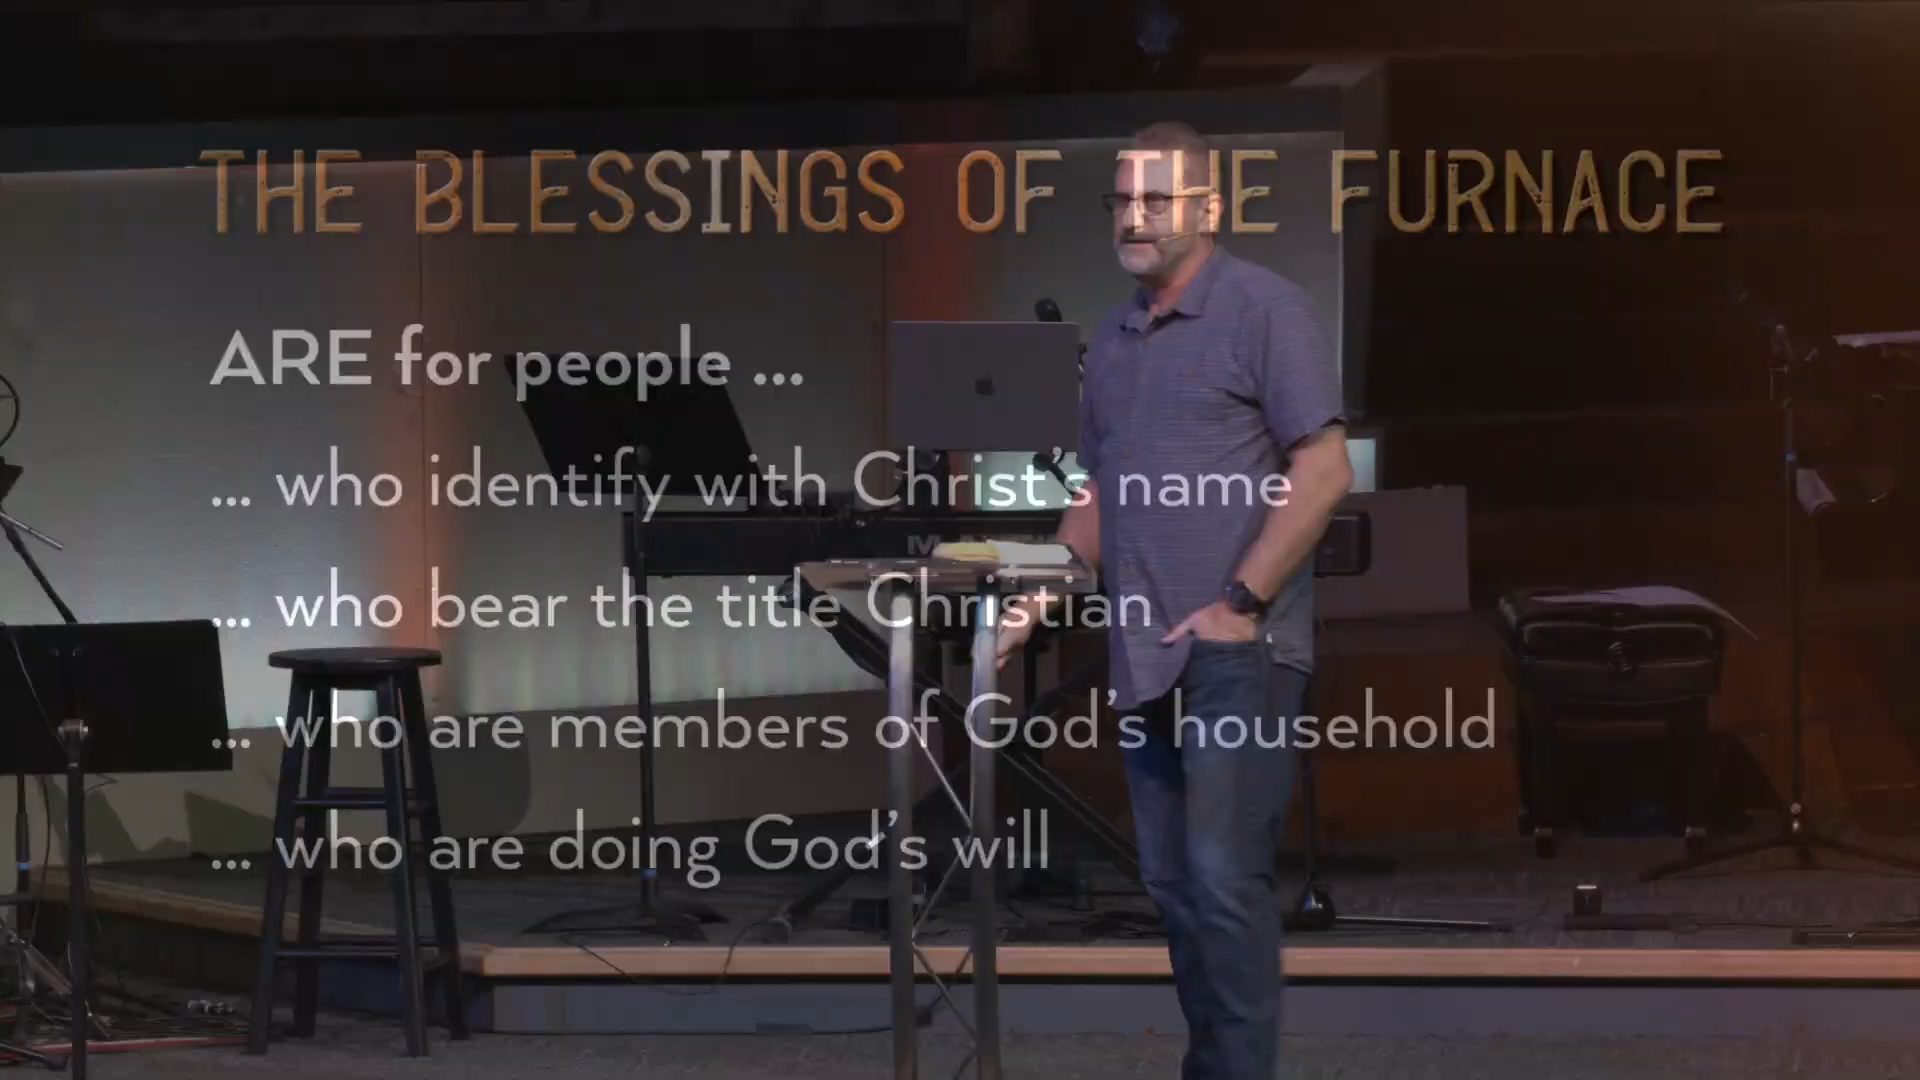 THE BLESSINGS OF THE FURNACE
ARE for people ...
... who identify with Christ's name
... who bear the title Christian
... who are members of God's household
... who are doing God's will